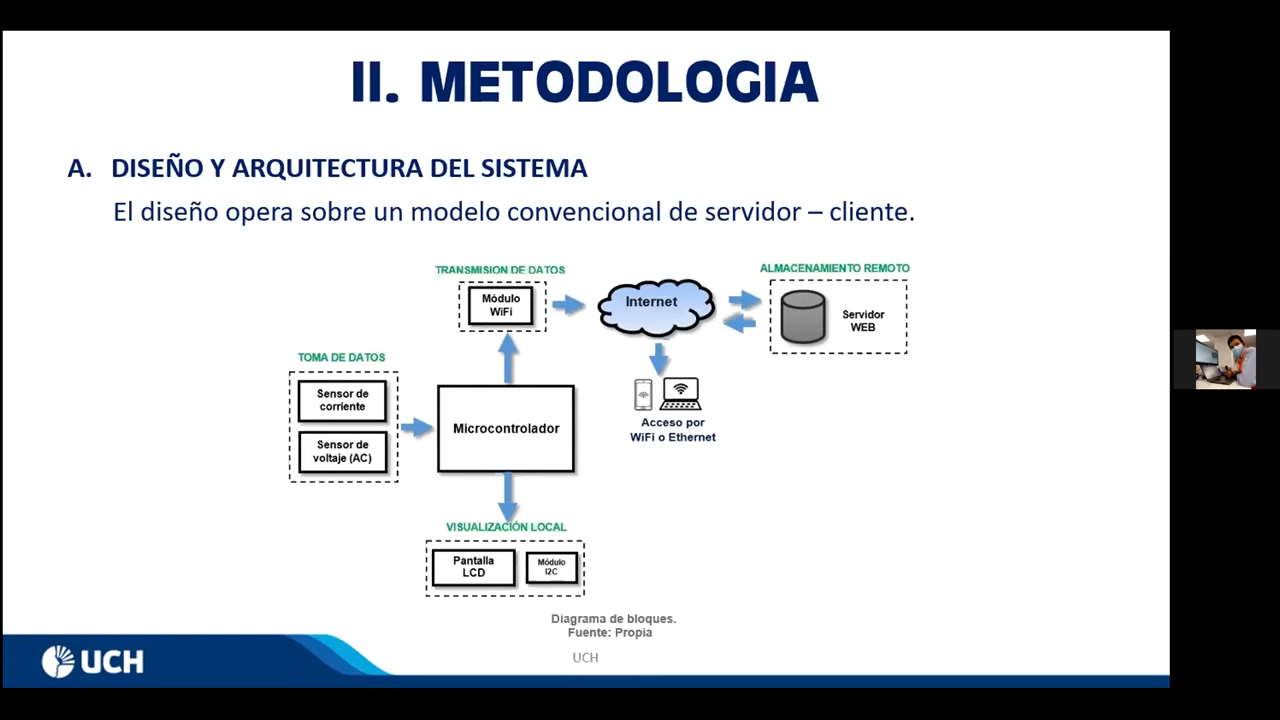 II. METODOLOGIA
A. DISEÑO Y ARQUITECTURA DEL SISTEMA
El diseño opera sobre un modelo convencional de servidor – cliente.
TRANSMISION DE DATOS
Módulo
WiFi
Internet
ALMACENAMIENTO REMOTO
Servidor
WEB
TOMA DE DATOS
Sensor de
corriente
Sensor de
voltaje (AC)
Microcontrolador
Acceso por
WiFi o Ethernet
VISUALIZACIÓN LOCAL
Pantalla
LCD
Módulo
I2C
Diagrama de bloques.
Fuente: Propia
UCH
UCH